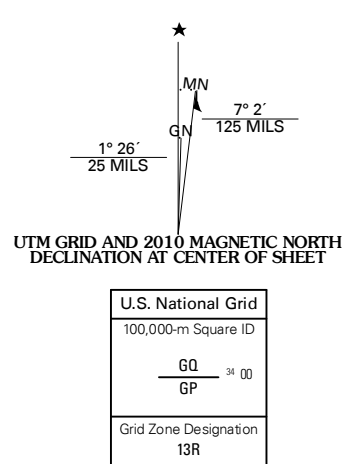 ★
MN
7° 2´
125 MILS
GN
1° 26´
25 MILS
UTM GRID AND 2010 MAGNETIC NORTH
DECLINATION AT CENTER OF SHEET
U.S. National Grid
100,000-m Square ID
GQ
34 00
GP
Grid Zone Designation
13R